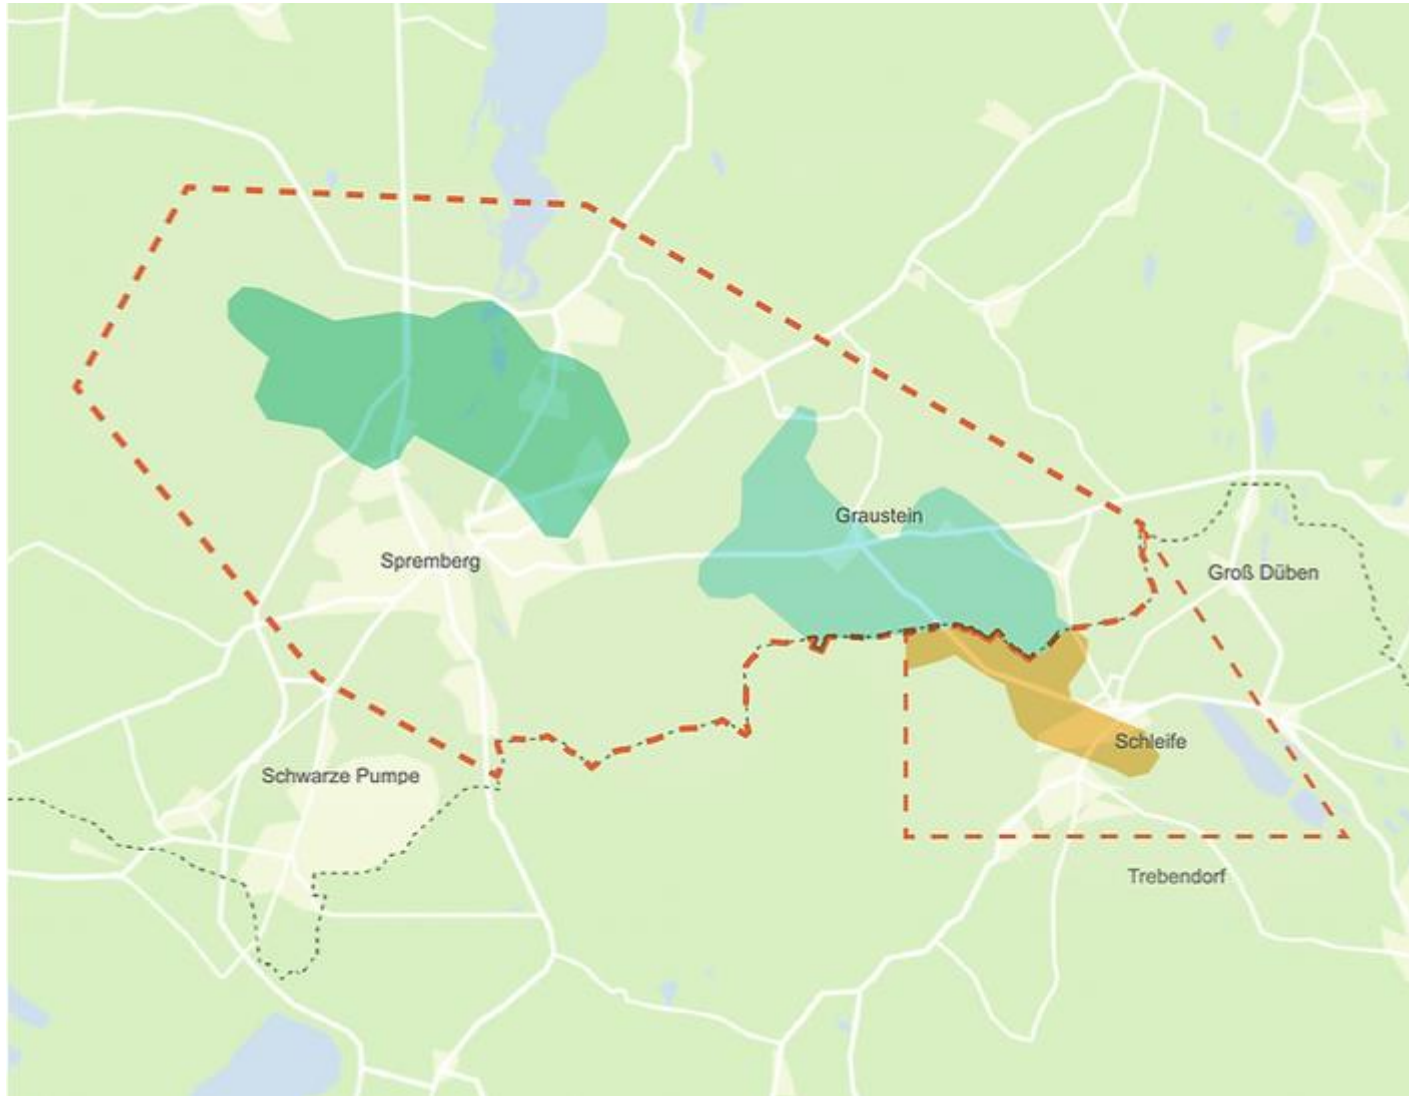 Graustein
Spremberg
Groß Düben
Schleife
Schwarze Pumpe
Trebendorf